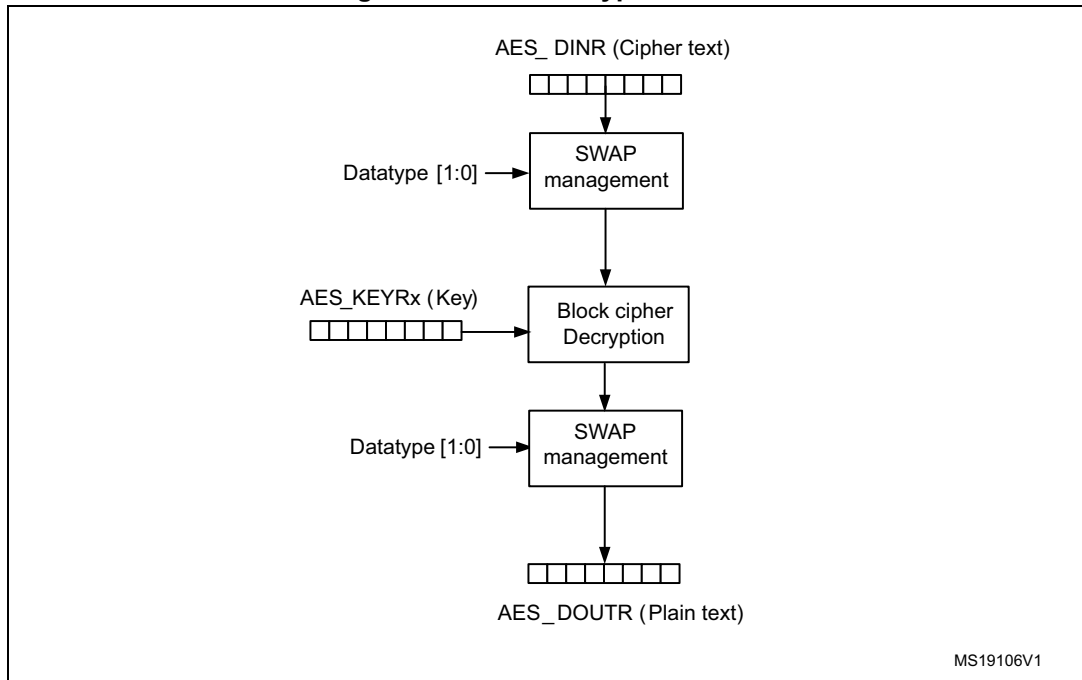 AES_ DINR (Cipher text)
SWAP
management
Datatype [1:0]
AES_KEYRx (Key)
Block cipher
Decryption
SWAP
management
Datatype [1:0]
AES_DOUTR (Plain text)
MS19106V1